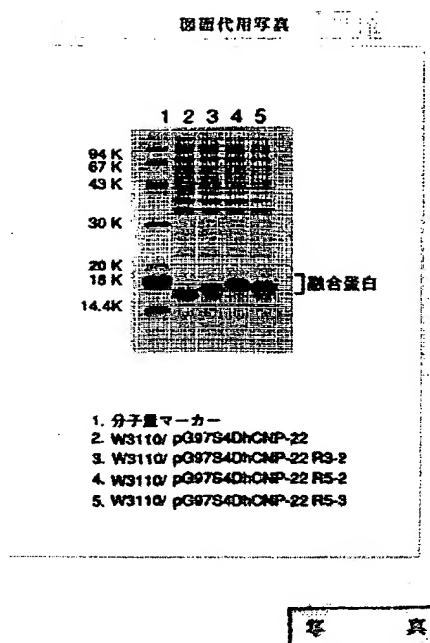 図面代用写真
1 2 3 4 5
94 K
67 K
43 K
30 K
20 K
18 K
14.4K
融合蛋白
1. 分子量マーカー
2. W3110/ pG97S4DhCNP-22
3. W3110/ pG97S4DhCNP-22 R3-2
4. W3110/ pG97S4DhCNP-22 R5-2
5. W3110/ pG97S4DhCNP-22 R5-3
写 真